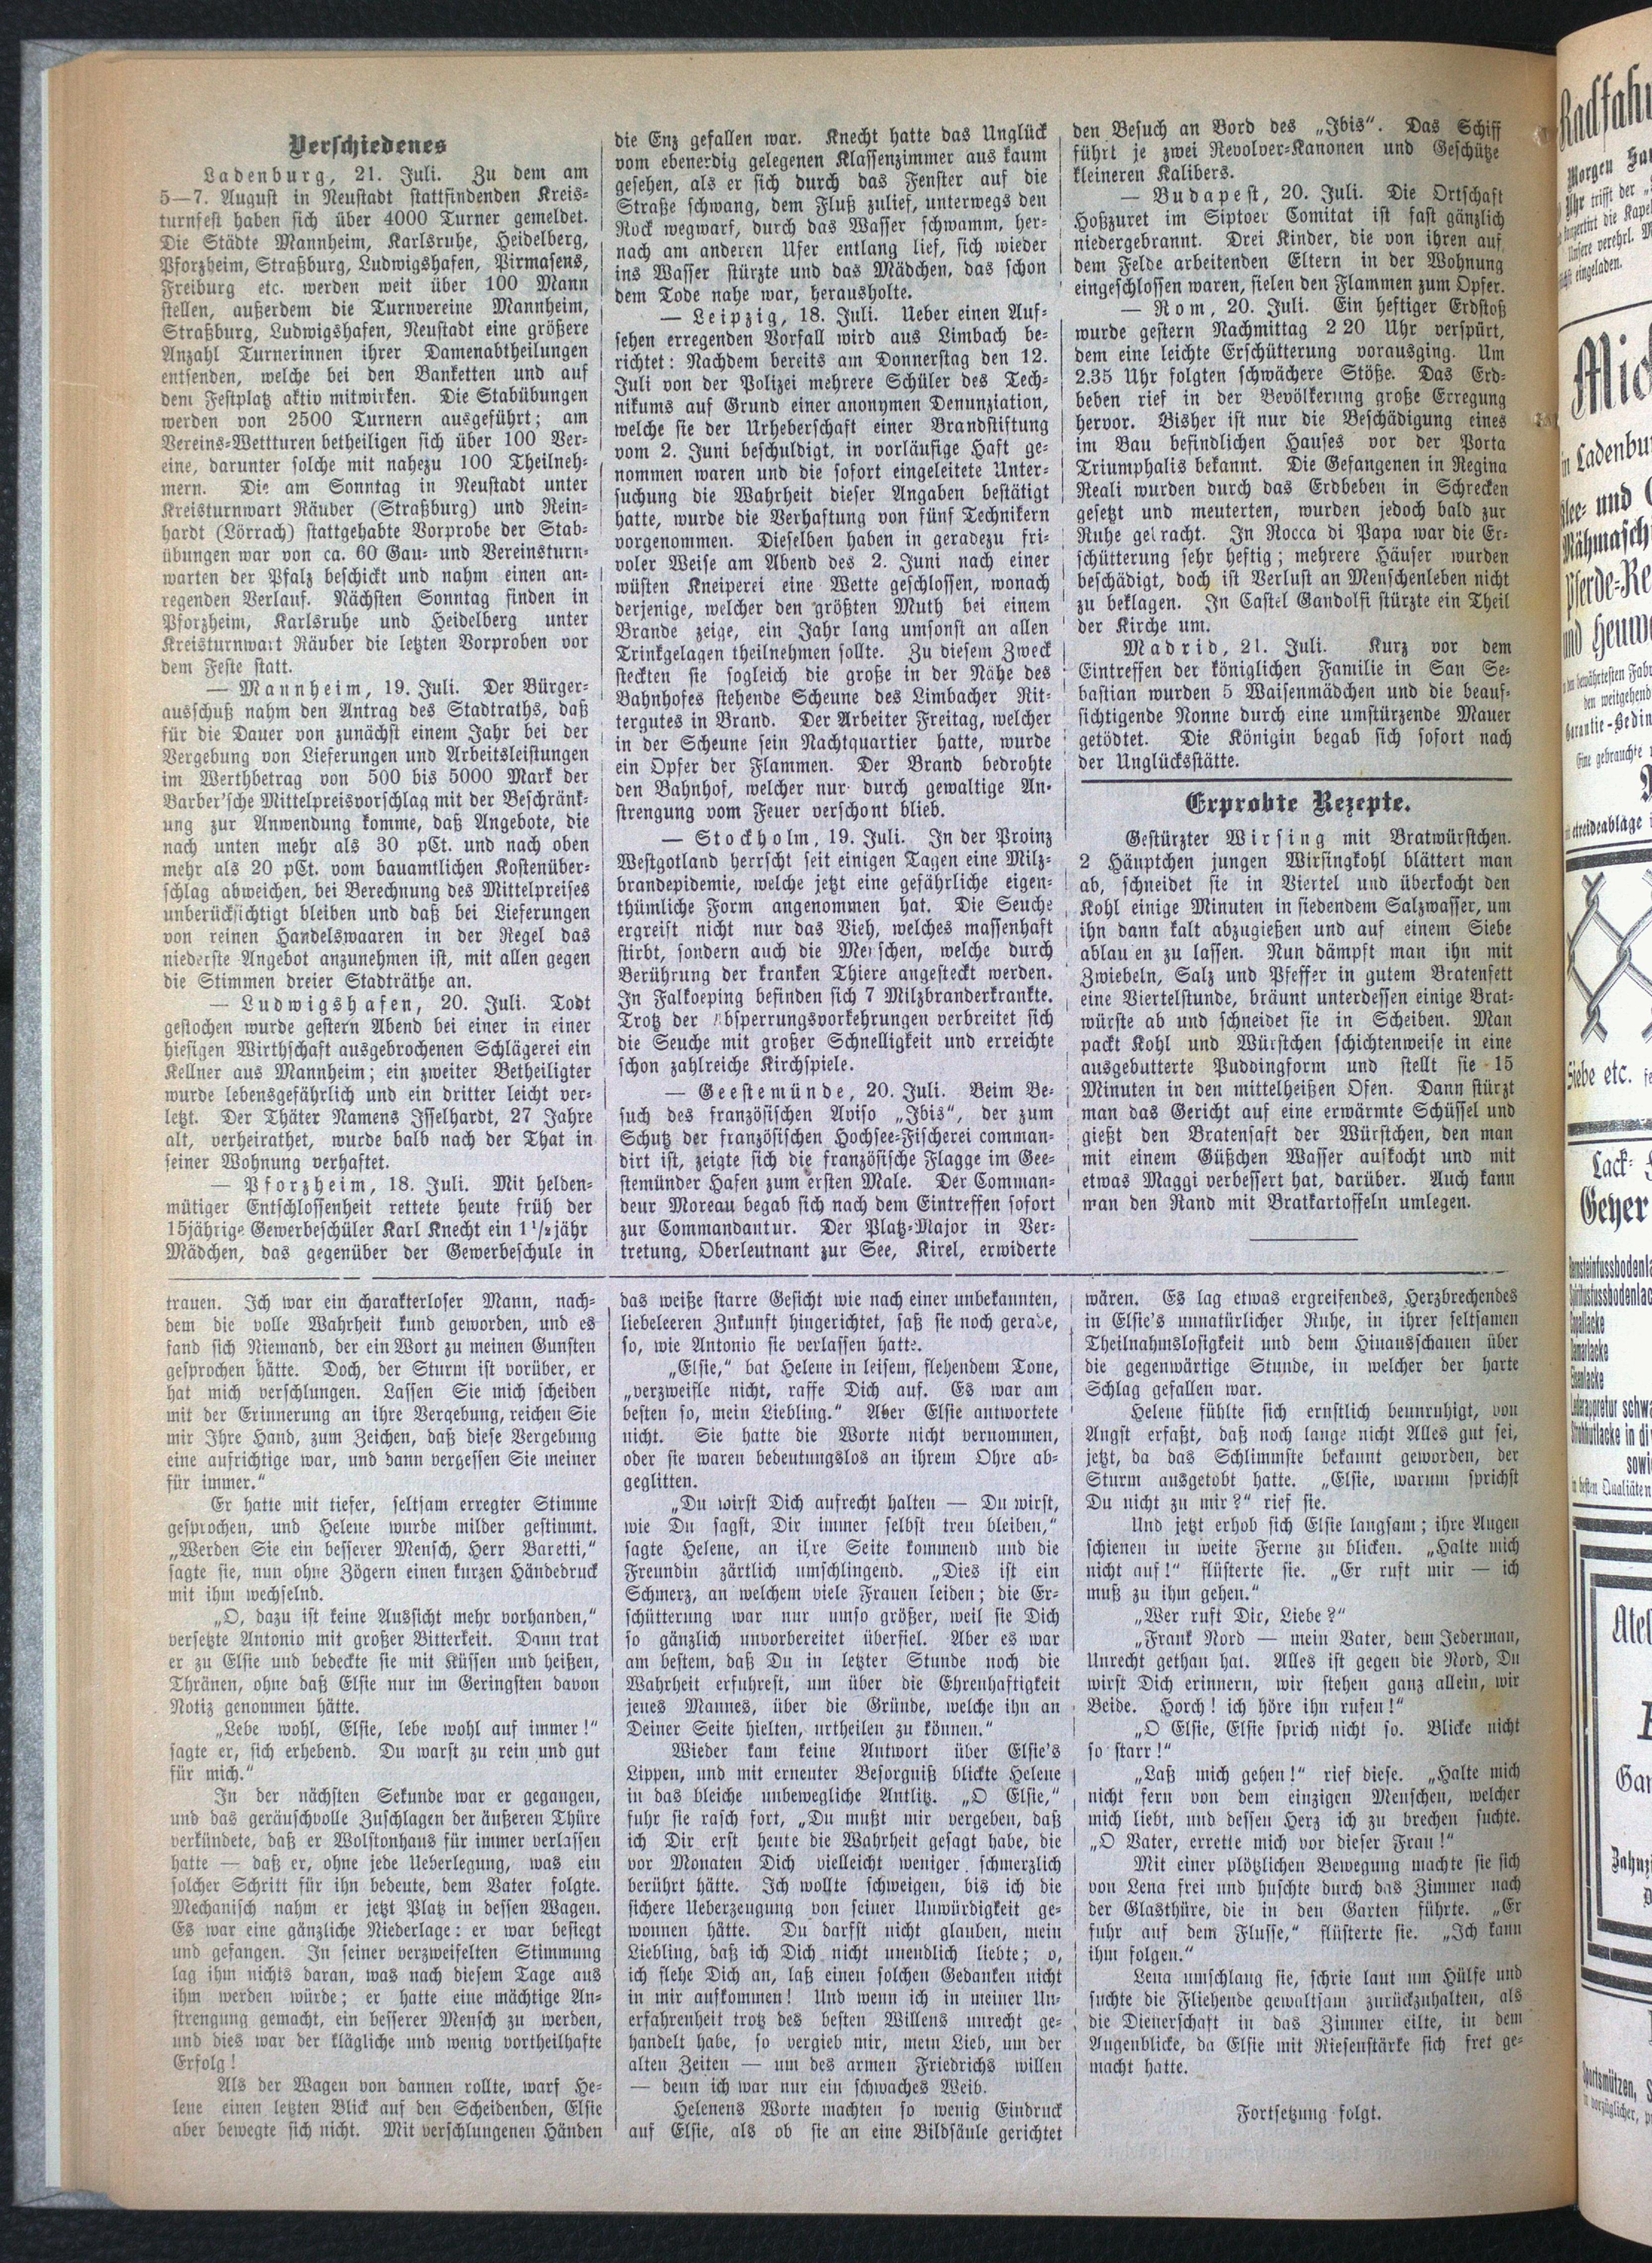 Verschiedenes
Ladenburg, 21. Juli. Zu dem am
5—7. August in Neustadt stattfindenden Kreis-
turnfest haben sich über 4000 Turner gemeldet.
Die Städte Mannheim, Karlsruhe, Heidelberg,
Pforzheim, Straßburg, Ludwigshafen, Pirmasens,
Freiburg etc. werden weit über 100 Mann
stellen, außerdem die Turnvereine Mannheim,
Straßburg, Ludwigshafen, Neustadt eine größere
Anzahl Turnerinnen ihrer Damenabtheilungen
entsenden, welche bei den Banketten und auf
dem Festplatz aktiv mitwirken. Die Stabübungen
werden von 2500 Turnern ausgeführt; am
Vereins-Wettturen betheiligen sich über 100 Ver-
eine, darunter solche mit nahezu 100 Theilneh-
mern. Die am Sonntag in Neustadt unter
Kreisturnwart Räuber (Straßburg) und Rein-
hardt (Lörrach) stattgehabte Vorprobe der Stab-
übungen war von ca. 60 Gau- und Vereinsturn-
warten der Pfalz beschickt und nahm einen an-
regenden Verlauf. Nächsten Sonntag finden in
Pforzheim, Karlsruhe und Heidelberg unter
Kreisturnwart Räuber die letzten Vorproben vor
dem Feste statt.
— Mannheim, 19. Juli. Der Bürger-
ausschuß nahm den Antrag des Stadtraths, daß
für die Dauer von zunächst einem Jahr bei der
Vergebung von Lieferungen und Arbeitsleistungen
im Werthbetrag von 500 bis 5000 Mark der
Barber'sche Mittelpreisvorschlag mit der Beschränk-
ung zur Anwendung komme, daß Angebote, die
nach unten mehr als 30 pCt. und nach oben
mehr als 20 pCt. vom bauamtlichen Kostenüber-
schlag abweichen, bei Berechnung des Mittelpreises
unberücksichtigt bleiben und daß bei Lieferungen
von reinen Handelswaaren in der Regel das
niederste Angebot anzunehmen ist, mit allen gegen
die Stimmen dreier Stadträthe an.
— Ludwigshafen, 20. Juli. Todt
gestochen wurde gestern Abend bei einer in einer
hiesigen Wirthschaft ausgebrochenen Schlägerei ein
Kellner aus Mannheim; ein zweiter Betheiligter
wurde lebensgefährlich und ein dritter leicht ver-
letzt. Der Thäter Namens Isselhardt, 27 Jahre
alt, verheirathet, wurde balb nach der That in
seiner Wohnung verhaftet.
— Pforzheim, 18. Juli. Mit helden-
mütiger Entschlossenheit rettete heute früh der
15jährige Gewerbeschüler Karl Knecht ein 1½jähr
Mädchen, das gegenüber der Gewerbeschule in
die Enz gefallen war. Knecht hatte das Unglück
vom ebenerdig gelegenen Klassenzimmer aus kaum
gesehen, als er sich durch das Fenster auf die
Straße schwang, dem Fluß zulief, unterwegs den
Rock wegwarf, durch das Wasser schwamm, her-
nach am anderen Ufer entlang lief, sich wieder
ins Wasser stürzte und das Mädchen, das schon
dem Tode nahe war, herausholte.
— Leipzig, 18. Juli. Ueber einen Auf-
sehen erregenden Vorfall wird aus Limbach be-
richtet: Nachdem bereits am Donnerstag den 12.
Juli von der Polizei mehrere Schüler des Tech-
nikums auf Grund einer anonymen Denunziation,
welche sie der Urheberschaft einer Brandstiftung
vom 2. Juni beschuldigt, in vorläufige Haft ge-
nommen waren und die sofort eingeleitete Unter-
suchung die Wahrheit dieser Angaben bestätigt
hatte, wurde die Verhaftung von fünf Technikern
vorgenommen. Dieselben haben in geradezu fri-
voler Weise am Abend des 2. Juni nach einer
wüsten Kneiperei eine Wette geschlossen, wonach
derjenige, welcher den größten Muth bei einem
Brande zeige, ein Jahr lang umsonst an allen
Trinkgelagen theilnehmen sollte. Zu diesem Zweck
steckten sie sogleich die große in der Nähe des
Bahnhofes stehende Scheune des Limbacher Rit-
tergutes in Brand. Der Arbeiter Freitag, welcher
in der Scheune sein Nachtquartier hatte, wurde
ein Opfer der Flammen. Der Brand bedrohte
den Bahnhof, welcher nur durch gewaltige An-
strengung vom Feuer verschont blieb.
— Stockholm, 19. Juli. In der Proinz
Westgotland herrscht seit einigen Tagen eine Milz-
brandepidemie, welche jetzt eine gefährliche eigen-
thümliche Form angenommen hat. Die Seuche
ergreift nicht nur das Vieh, welches massenhaft
stirbt, sondern auch die Menschen, welche durch
Berührung der kranken Thiere angesteckt werden.
In Falkoeping befinden sich 7 Milzbranderkrankte.
Trotz der Absperrungsvorkehrungen verbreitet sich
die Seuche mit großer Schnelligkeit und erreichte
schon zahlreiche Kirchspiele.
— Geestemünde, 20. Juli. Beim Be-
such des französischen Aviso „Ibis“, der zum
Schutz der französischen Hochsee-Fischerei comman-
dirt ist, zeigte sich die französische Flagge im Gee-
stemünder Hafen zum ersten Male. Der Comman-
deur Moreau begab sich nach dem Eintreffen sofort
zur Commandantur. Der Platz-Major in Ver-
tretung, Oberleutnant zur See, Kirel, erwiderte
den Besuch an Bord des „Ibis“. Das Schiff
führt je zwei Revolver-Kanonen und Geschütze
kleineren Kalibers.
— Budapest, 20. Juli. Die Ortschaft
Hoßzuret im Siptoer Comitat ist fast gänzlich
niedergebrannt. Drei Kinder, die von ihren auf
dem Felde arbeitenden Eltern in der Wohnung
eingeschlossen waren, fielen den Flammen zum Opfer.
— Rom, 20. Juli. Ein heftiger Erdstoß
wurde gestern Nachmittag 2 20 Uhr verspürt,
dem eine leichte Erschütterung vorausging. Um
2.35 Uhr folgten schwächere Stöße. Das Erd-
beben rief in der Bevölkerung große Erregung
hervor. Bisher ist nur die Beschädigung eines
im Bau befindlichen Hauses vor der Porta
Triumphalis bekannt. Die Gefangenen in Regina
Reali wurden durch das Erdbeben in Schrecken
gesetzt und meuterten, wurden jedoch bald zur
Ruhe gebracht. In Rocca di Papa war die Er-
schütterung sehr heftig; mehrere Häuser wurden
beschädigt, doch ist Verlust an Menschenleben nicht
zu beklagen. In Castel Gandolfi stürzte ein Theil
der Kirche um.
Madrid, 21. Juli. Kurz vor dem
Eintreffen der königlichen Familie in San Se-
bastian wurden 5 Waisenmädchen und die beauf-
sichtigende Nonne durch eine umstürzende Mauer
getödtet. Die Königin begab sich sofort nach
der Unglücksstätte.
Erprobte Rezepte.
Gestürzter Wirsing mit Bratwürstchen.
2 Häuptchen jungen Wirsingkohl blättert man
ab, schneidet sie in Viertel und überkocht den
Kohl einige Minuten in siedendem Salzwasser, um
ihn dann kalt abzugießen und auf einem Siebe
ablaufen zu lassen. Nun dämpft man ihn mit
Zwiebeln, Salz und Pfeffer in gutem Bratenfett
eine Viertelstunde, bräunt unterdessen einige Brat-
würste ab und schneidet sie in Scheiben. Man
packt Kohl und Würstchen schichtenweise in eine
ausgebutterte Puddingform und stellt sie 15
Minuten in den mittelheißen Ofen. Dann stürzt
man das Gericht auf eine erwärmte Schüssel und
gießt den Bratensaft der Würstchen, den man
mit einem Güßchen Wasser auskocht und mit
etwas Maggi verbessert hat, darüber. Auch kann
man den Rand mit Bratkartoffeln umlegen.
trauen. Ich war ein charakterloser Mann, nach-
dem die volle Wahrheit kund geworden, und es
fand sich Niemand, der ein Wort zu meinen Gunsten
gesprochen hätte. Doch, der Sturm ist vorüber, er
hat mich verschlungen. Lassen Sie mich scheiden
mit der Erinnerung an ihre Vergebung, reichen Sie
mir Ihre Hand, zum Zeichen, daß diese Vergebung
eine aufrichtige war, und dann vergessen Sie meiner
für immer.“
Er hatte mit tiefer, seltsam erregter Stimme
gesprochen, und Helene wurde milder gestimmt.
„Werden Sie ein besserer Mensch, Herr Baretti,“
sagte sie, nun ohne Zögern einen kurzen Händedruck
mit ihm wechselnd.
„O, dazu ist keine Aussicht mehr vorhanden,“
versetzte Antonio mit großer Bitterkeit. Dann trat
er zu Elsie und bedeckte sie mit Küssen und heißen,
Thränen, ohne daß Elsie nur im Geringsten davon
Notiz genommen hätte.
„Lebe wohl, Elsie, lebe wohl auf immer!“
sagte er, sich erhebend. Du warst zu rein und gut
für mich.“
In der nächsten Sekunde war er gegangen,
und das geräuschvolle Zuschlagen der äußeren Thüre
verkündete, daß er Wolstonhaus für immer verlassen
hatte — daß er, ohne jede Ueberlegung, was ein
solcher Schritt für ihn bedeute, dem Vater folgte.
Mechanisch nahm er jetzt Platz in dessen Wagen.
Es war eine gänzliche Niederlage: er war besiegt
und gefangen. In seiner verzweifelten Stimmung
lag ihm nichts daran, was nach diesem Tage aus
ihm werden würde; er hatte eine mächtige An-
strengung gemacht, ein besserer Mensch zu werden,
und dies war der klägliche und wenig vortheilhafte
Erfolg!
Als der Wagen von dannen rollte, warf He-
lene einen letzten Blick auf den Scheidenden, Elsie
aber bewegte sich nicht. Mit verschlungenen Händen
das weiße starre Gesicht wie nach einer unbekannten,
liebeleeren Zukunft hingerichtet, saß sie noch gerade,
so, wie Antonio sie verlassen hatte.
„Elsie,“ bat Helene in leisem, flehendem Tone,
„verzweifle nicht, raffe Dich auf. Es war am
besten so, mein Liebling.“ Aber Elsie antwortete
nicht. Sie hatte die Worte nicht vernommen,
oder sie waren bedeutungslos an ihrem Ohre ab-
geglitten.
„Du wirst Dich aufrecht halten — Du wirst,
wie Du sagst, Dir immer selbst treu bleiben,“
sagte Helene, an ihre Seite kommend und die
Freundin zärtlich umschlingend. „Dies ist ein
Schmerz, an welchem viele Frauen leiden; die Er-
schütterung war nur umso größer, weil sie Dich
so gänzlich unvorbereitet überfiel. Aber es war
am bestem, daß Du in letzter Stunde noch die
Wahrheit erfuhrest, um über die Ehrenhaftigkeit
jenes Mannes, über die Gründe, welche ihn an
Deiner Seite hielten, urtheilen zu können.“
Wieder kam keine Antwort über Elsie's
Lippen, und mit erneuter Besorgniß blickte Helene
in das bleiche unbewegliche Antlitz. „O Elsie,“
fuhr sie rasch fort, „Du mußt mir vergeben, daß
ich Dir erst heute die Wahrheit gesagt habe, die
vor Monaten Dich vielleicht weniger schmerzlich
berührt hätte. Ich wollte schweigen, bis ich die
sichere Ueberzeugung von seiner Unwürdigkeit ge-
wonnen hätte. Du darfst nicht glauben, mein
Liebling, daß ich Dich nicht unendlich liebte; o,
ich flehe Dich an, laß einen solchen Gedanken nicht
in mir aufkommen! Und wenn ich in meiner Un-
erfahrenheit trotz des besten Willens unrecht ge-
handelt habe, so vergieb mir, mein Lieb, um der
alten Zeiten — um des armen Friedrichs willen
— denn ich war nur ein schwaches Weib.
Helenens Worte machten so wenig Eindruck
auf Elsie, als ob sie an eine Bildsäule gerichtet
wären. Es lag etwas ergreifendes, Herzbrechendes
in Elsie's unnatürlicher Ruhe, in ihrer seltsamen
Theilnahmslosigkeit und dem Hinausschauen über
die gegenwärtige Stunde, in welcher der harte
Schlag gefallen war.
Helene fühlte sich ernstlich beunruhigt, von
Angst erfaßt, daß noch lange nicht Alles gut sei,
jetzt, da das Schlimmste bekannt geworden, der
Sturm ausgetobt hatte. „Elsie, warum sprichst
Du nicht zu mir?“ rief sie.
Und jetzt erhob sich Elsie langsam; ihre Augen
schienen in weite Ferne zu blicken. „Halte mich
nicht auf!“ flüsterte sie. „Er ruft mir — ich
muß zu ihm gehen.“
„Wer ruft Dir, Liebe?“
„Frank Nord — mein Vater, dem Jederman,
Unrecht gethan hat. Alles ist gegen die Nord, Du
wirst Dich erinnern, wir stehen ganz allein, wir
Beide. Horch! ich höre ihn rufen!“
„O Elsie, Elsie sprich nicht so. Blicke nicht
so starr!“
„Laß mich gehen!“ rief diese. „Halte mich
nicht fern von dem einzigen Menschen, welcher
mich liebt, und dessen Herz ich zu brechen suchte.
„O Vater, errette mich vor dieser Frau!“
Mit einer plötzlichen Bewegung machte sie sich
von Lena frei und huschte durch das Zimmer nach
der Glasthüre, die in den Garten führte. „Er
fuhr auf dem Flusse,“ flüsterte sie. „Ich kann
ihm folgen.“
Lena umschlang sie, schrie laut um Hülfe und
suchte die Fliehende gewaltsam zurückzuhalten, als
die Dienerschaft in das Zimmer eilte, in dem
Augenblicke, da Elsie mit Riesenstärke sich frei ge-
macht hatte.
Fortsetzung folgt.
Morgen
Uhr trifft der
eingeladen.
in
und
und
Eine gebrauchte
Siebe etc.
Lack-
Geyer
Copallacke
Damarlacke
Eisenlacke
sowie
in besten Qualitäten
Sportsmützen,